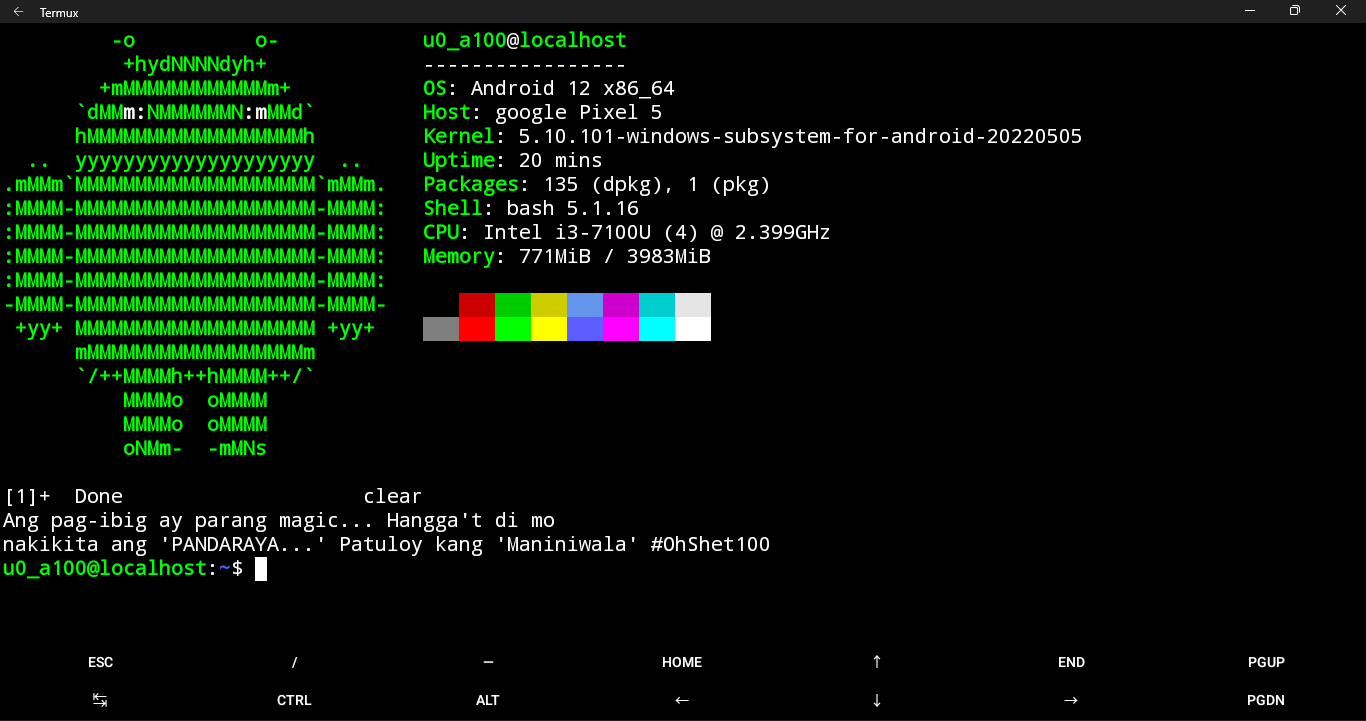 Termux
-o          o-
+hydNNNNdyh+
+mMMMMMMMMMMMMm+
`dMMm:NMMMMMMN:mMMd`
hMMMMMMMMMMMMMMMMMMh
..  yyyyyyyyyyyyyyyyyyyy  ..
.mMMm`MMMMMMMMMMMMMMMMMMMM`mMMm.
:MMMM-MMMMMMMMMMMMMMMMMMMM-MMMM:
:MMMM-MMMMMMMMMMMMMMMMMMMM-MMMM:
:MMMM-MMMMMMMMMMMMMMMMMMMM-MMMM:
:MMMM-MMMMMMMMMMMMMMMMMMMM-MMMM:
-MMMM-MMMMMMMMMMMMMMMMMMMM-MMMM-
+yy+ MMMMMMMMMMMMMMMMMMMM +yy+
mMMMMMMMMMMMMMMMMMMm
`/++MMMMh++hMMMM++/`
MMMMo  oMMMM
MMMMo  oMMMM
oNMm-  -mMNs
u0_a100@localhost
-----------------
OS: Android 12 x86_64
Host: google Pixel 5
Kernel: 5.10.101-windows-subsystem-for-android-20220505
Uptime: 20 mins
Packages: 135 (dpkg), 1 (pkg)
Shell: bash 5.1.16
CPU: Intel i3-7100U (4) @ 2.399GHz
Memory: 771MiB / 3983MiB
[1]+  Done                    clear
Ang pag-ibig ay parang magic... Hangga't di mo
nakikita ang 'PANDARAYA...' Patuloy kang 'Maniniwala' #OhShet100
u0_a100@localhost:~$
ESC / — HOME ↑ END PGUP
↹ CTRL ALT ← ↓ → PGDN